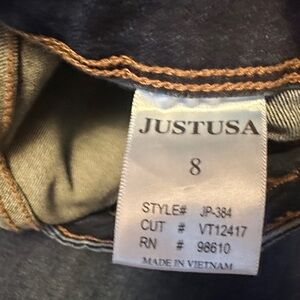 JUSTUSA
8
STYLE# JP-384
CUT # VT12417
RN # 98610
MADE IN VIETNAM